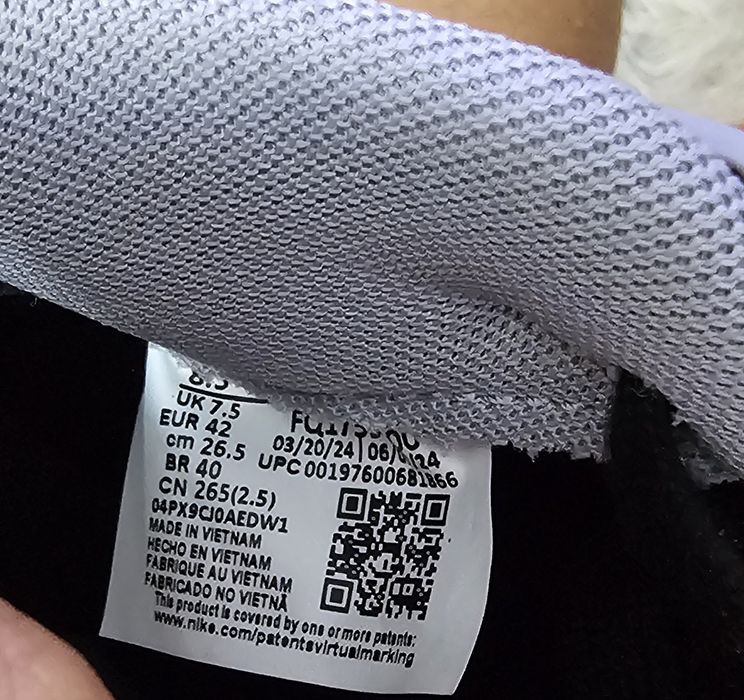 UK 7.5
EUR 42
cm 26.5
BR 40
CN 265(2.5)
04PX9CJ0AEDW1
MADE IN VIETNAM
HECHO EN VIETNAM
FABRIQUE AU VIETNAM
FABRICADO NO VIETNÃ
This product is covered by one or more patents:
www.nike.com/patentsvirtualmarking
03/20/24
UPC 00197600681866